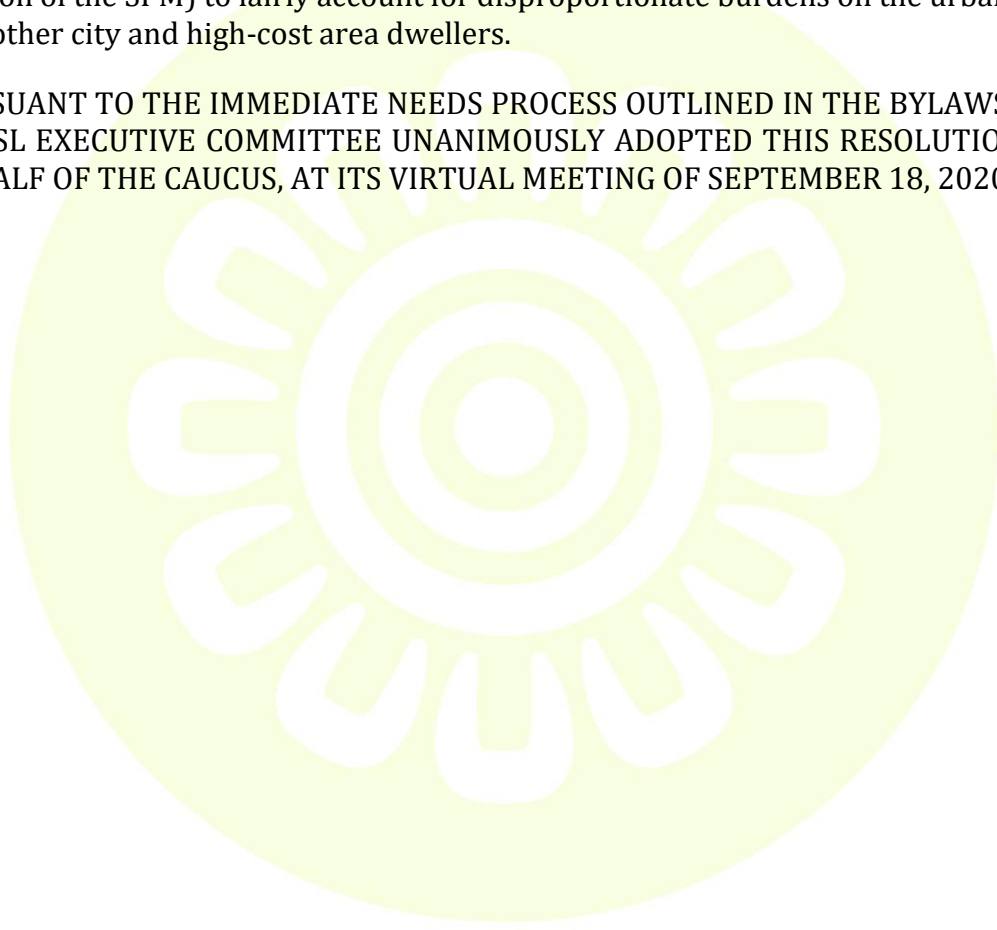 ion of the SPM) to fairly account for disproportionate burdens on the urban
other city and high-cost area dwellers.
SUANT TO THE IMMEDIATE NEEDS PROCESS OUTLINED IN THE BYLAWS
SL EXECUTIVE COMMITTEE UNANIMOUSLY ADOPTED THIS RESOLUTIO
ALF OF THE CAUCUS, AT ITS VIRTUAL MEETING OF SEPTEMBER 18, 2020